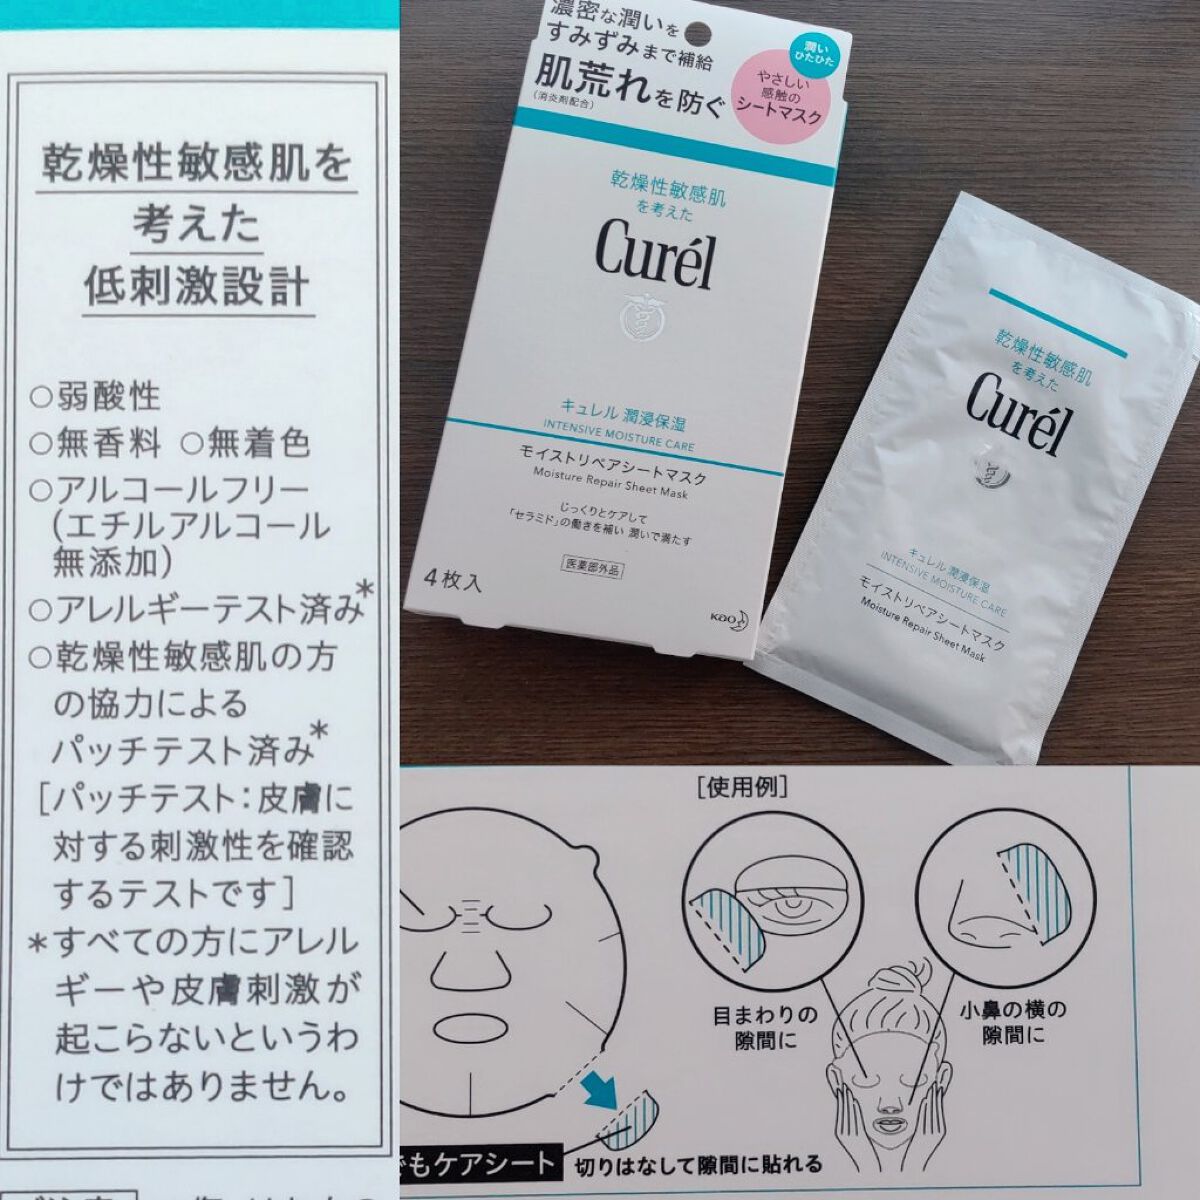 乾燥性敏感肌を
考えた
低刺激設計
○弱酸性
○無香料 ○無着色
○アルコールフリー
(エチルアルコール
無添加)
○アレルギーテスト済み*
○乾燥性敏感肌の方
の協力による
パッチテスト済み*
[パッチテスト:皮膚に
対する刺激性を確認
するテストです]
*すべての方にアレル
ギーや皮膚刺激が
起こらないというわ
けではありません。
濃密な潤いを
すみずみまで補給
肌荒れを防ぐ
(消炎剤配合)
潤い
ひたひた
やさしい
感触の
シートマスク
乾燥性敏感肌
を考えた
Curél
キュレル 潤浸保湿
INTENSIVE MOISTURE CARE
モイストリペアシートマスク
Moisture Repair Sheet Mask
じっくりとケアして
「セラミド」の働きを補い 潤いで満たす
医薬部外品
4枚入
Kao
乾燥性敏感肌
を考えた
Curél
キュレル 潤浸保湿
INTENSIVE MOISTURE CARE
モイストリペアシートマスク
Moisture Repair Sheet Mask
[使用例]
目まわりの
隙間に
小鼻の横の
隙間に
でもケアシート
切りはなして隙間に貼れる